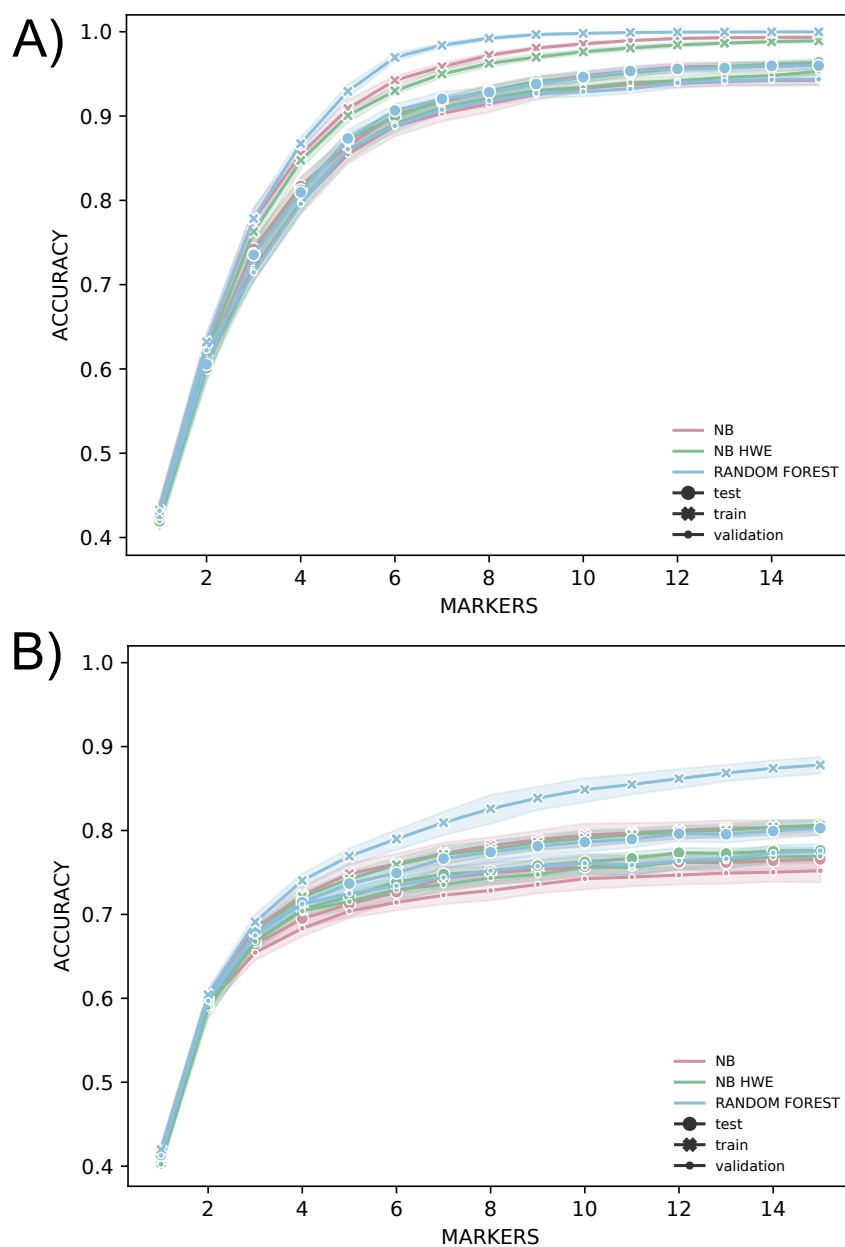 A)
1.0
0.9
0.8
0.7
0.6
0.5
0.4
ACCURACY
NB
NB HWE
RANDOM FOREST
test
train
validation
2 4 6 8 10 12 14
MARKERS
B)
1.0
0.9
0.8
0.7
0.6
0.5
0.4
ACCURACY
NB
NB HWE
RANDOM FOREST
test
train
validation
2 4 6 8 10 12 14
MARKERS